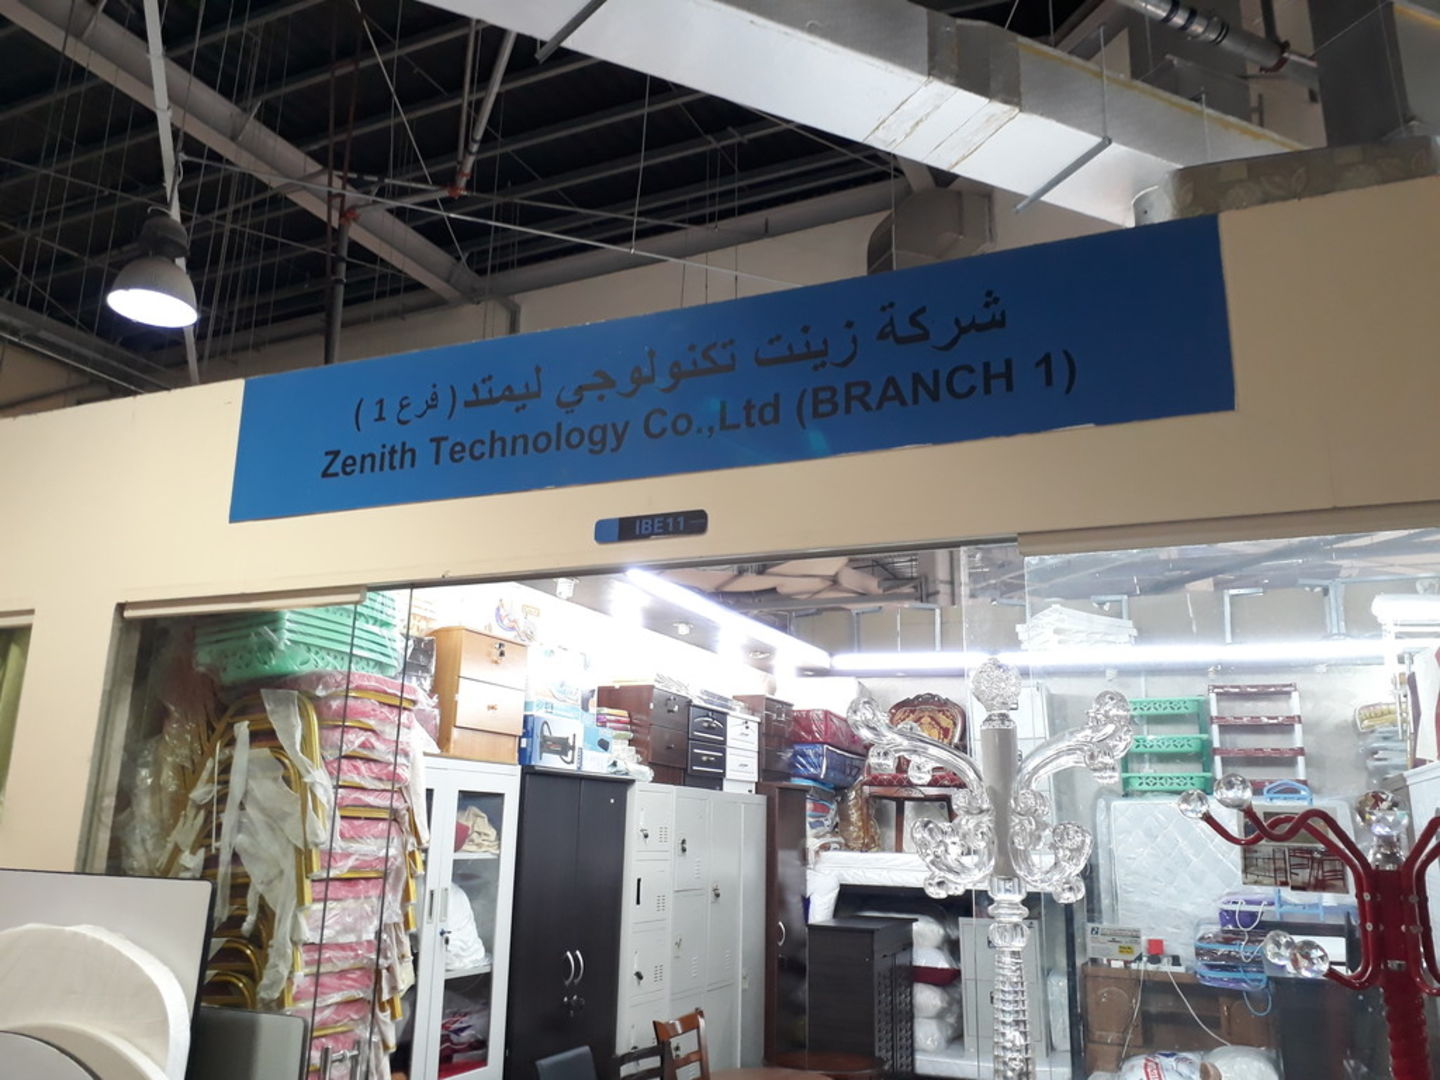 شركة زينت تكنولوجي ليمتد ( فرع 1 )
Zenith Technology Co.,Ltd (BRANCH 1)
IBE11